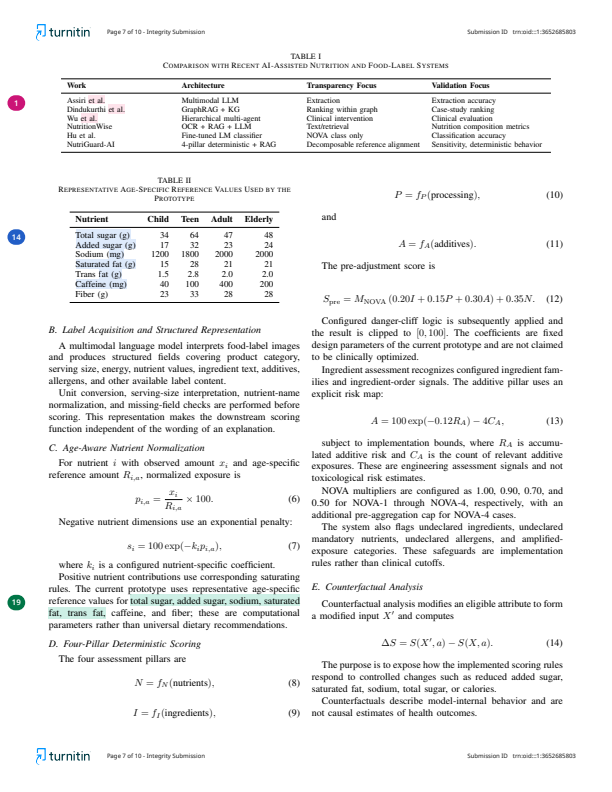 turnitin Page 7 of 10 - Integrity Submission Submission ID trn:oid:::1:3652685803
TABLE I
COMPARISON WITH RECENT AI-ASSISTED NUTRITION AND FOOD-LABEL SYSTEMS
Work Architecture Transparency Focus Validation Focus
1
Assiri et al. Multimodal LLM Extraction Extraction accuracy
Dindukurthi et al. GraphRAG + KG Ranking within graph Case-study ranking
Wu et al. Hierarchical multi-agent Clinical intervention Clinical evaluation
NutritionWise OCR + RAG + LLM Text/retrieval Nutrition composition metrics
Hu et al. Fine-tuned LM classifier NOVA class only Classification accuracy
NutriGuard-AI 4-pillar deterministic + RAG Decomposable reference alignment Sensitivity, deterministic behavior
TABLE II
REPRESENTATIVE AGE-SPECIFIC REFERENCE VALUES USED BY THE
PROTOTYPE
Nutrient Child Teen Adult Elderly
14
Total sugar (g) 34 64 47 48
Added sugar (g) 17 32 23 24
Sodium (mg) 1200 1800 2000 2000
Saturated fat (g) 15 28 21 21
Trans fat (g) 1.5 2.8 2.0 2.0
Caffeine (mg) 40 100 400 200
Fiber (g) 23 33 28 28
B. Label Acquisition and Structured Representation
A multimodal language model interprets food-label images
and produces structured fields covering product category,
serving size, energy, nutrient values, ingredient text, additives,
allergens, and other available label content.
Unit conversion, serving-size interpretation, nutrient-name
normalization, and missing-field checks are performed before
scoring. This representation makes the downstream scoring
function independent of the wording of an explanation.
C. Age-Aware Nutrient Normalization
For nutrient i with observed amount x_i and age-specific
reference amount R_{i,a}, normalized exposure is
p_{i,a} = x_i / R_{i,a} × 100. (6)
Negative nutrient dimensions use an exponential penalty:
s_i = 100 exp(−k_i p_{i,a}), (7)
where k_i is a configured nutrient-specific coefficient.
Positive nutrient contributions use corresponding saturating
rules. The current prototype uses representative age-specific
19
reference values for total sugar, added sugar, sodium, saturated
fat, trans fat, caffeine, and fiber; these are computational
parameters rather than universal dietary recommendations.
D. Four-Pillar Deterministic Scoring
The four assessment pillars are
N = f_N(nutrients), (8)
I = f_I(ingredients), (9)
P = f_P(processing), (10)
and
A = f_A(additives). (11)
The pre-adjustment score is
S_pre = M_NOVA (0.20I + 0.15P + 0.30A) + 0.35N. (12)
Configured danger-cliff logic is subsequently applied and
the result is clipped to [0, 100]. The coefficients are fixed
design parameters of the current prototype and are not claimed
to be clinically optimized.
Ingredient assessment recognizes configured ingredient fam-
ilies and ingredient-order signals. The additive pillar uses an
explicit risk map:
A = 100 exp(−0.12R_A) − 4C_A, (13)
subject to implementation bounds, where R_A is accumu-
lated additive risk and C_A is the count of relevant additive
exposures. These are engineering assessment signals and not
toxicological risk estimates.
NOVA multipliers are configured as 1.00, 0.90, 0.70, and
0.50 for NOVA-1 through NOVA-4, respectively, with an
additional pre-aggregation cap for NOVA-4 cases.
The system also flags undeclared ingredients, undeclared
mandatory nutrients, undeclared allergens, and amplified-
exposure categories. These safeguards are implementation
rules rather than clinical cutoffs.
E. Counterfactual Analysis
Counterfactual analysis modifies an eligible attribute to form
a modified input X′ and computes
ΔS = S(X′, a) − S(X, a). (14)
The purpose is to expose how the implemented scoring rules
respond to controlled changes such as reduced added sugar,
saturated fat, sodium, total sugar, or calories.
Counterfactuals describe model-internal behavior and are
not causal estimates of health outcomes.
turnitin Page 7 of 10 - Integrity Submission Submission ID trn:oid:::1:3652685803